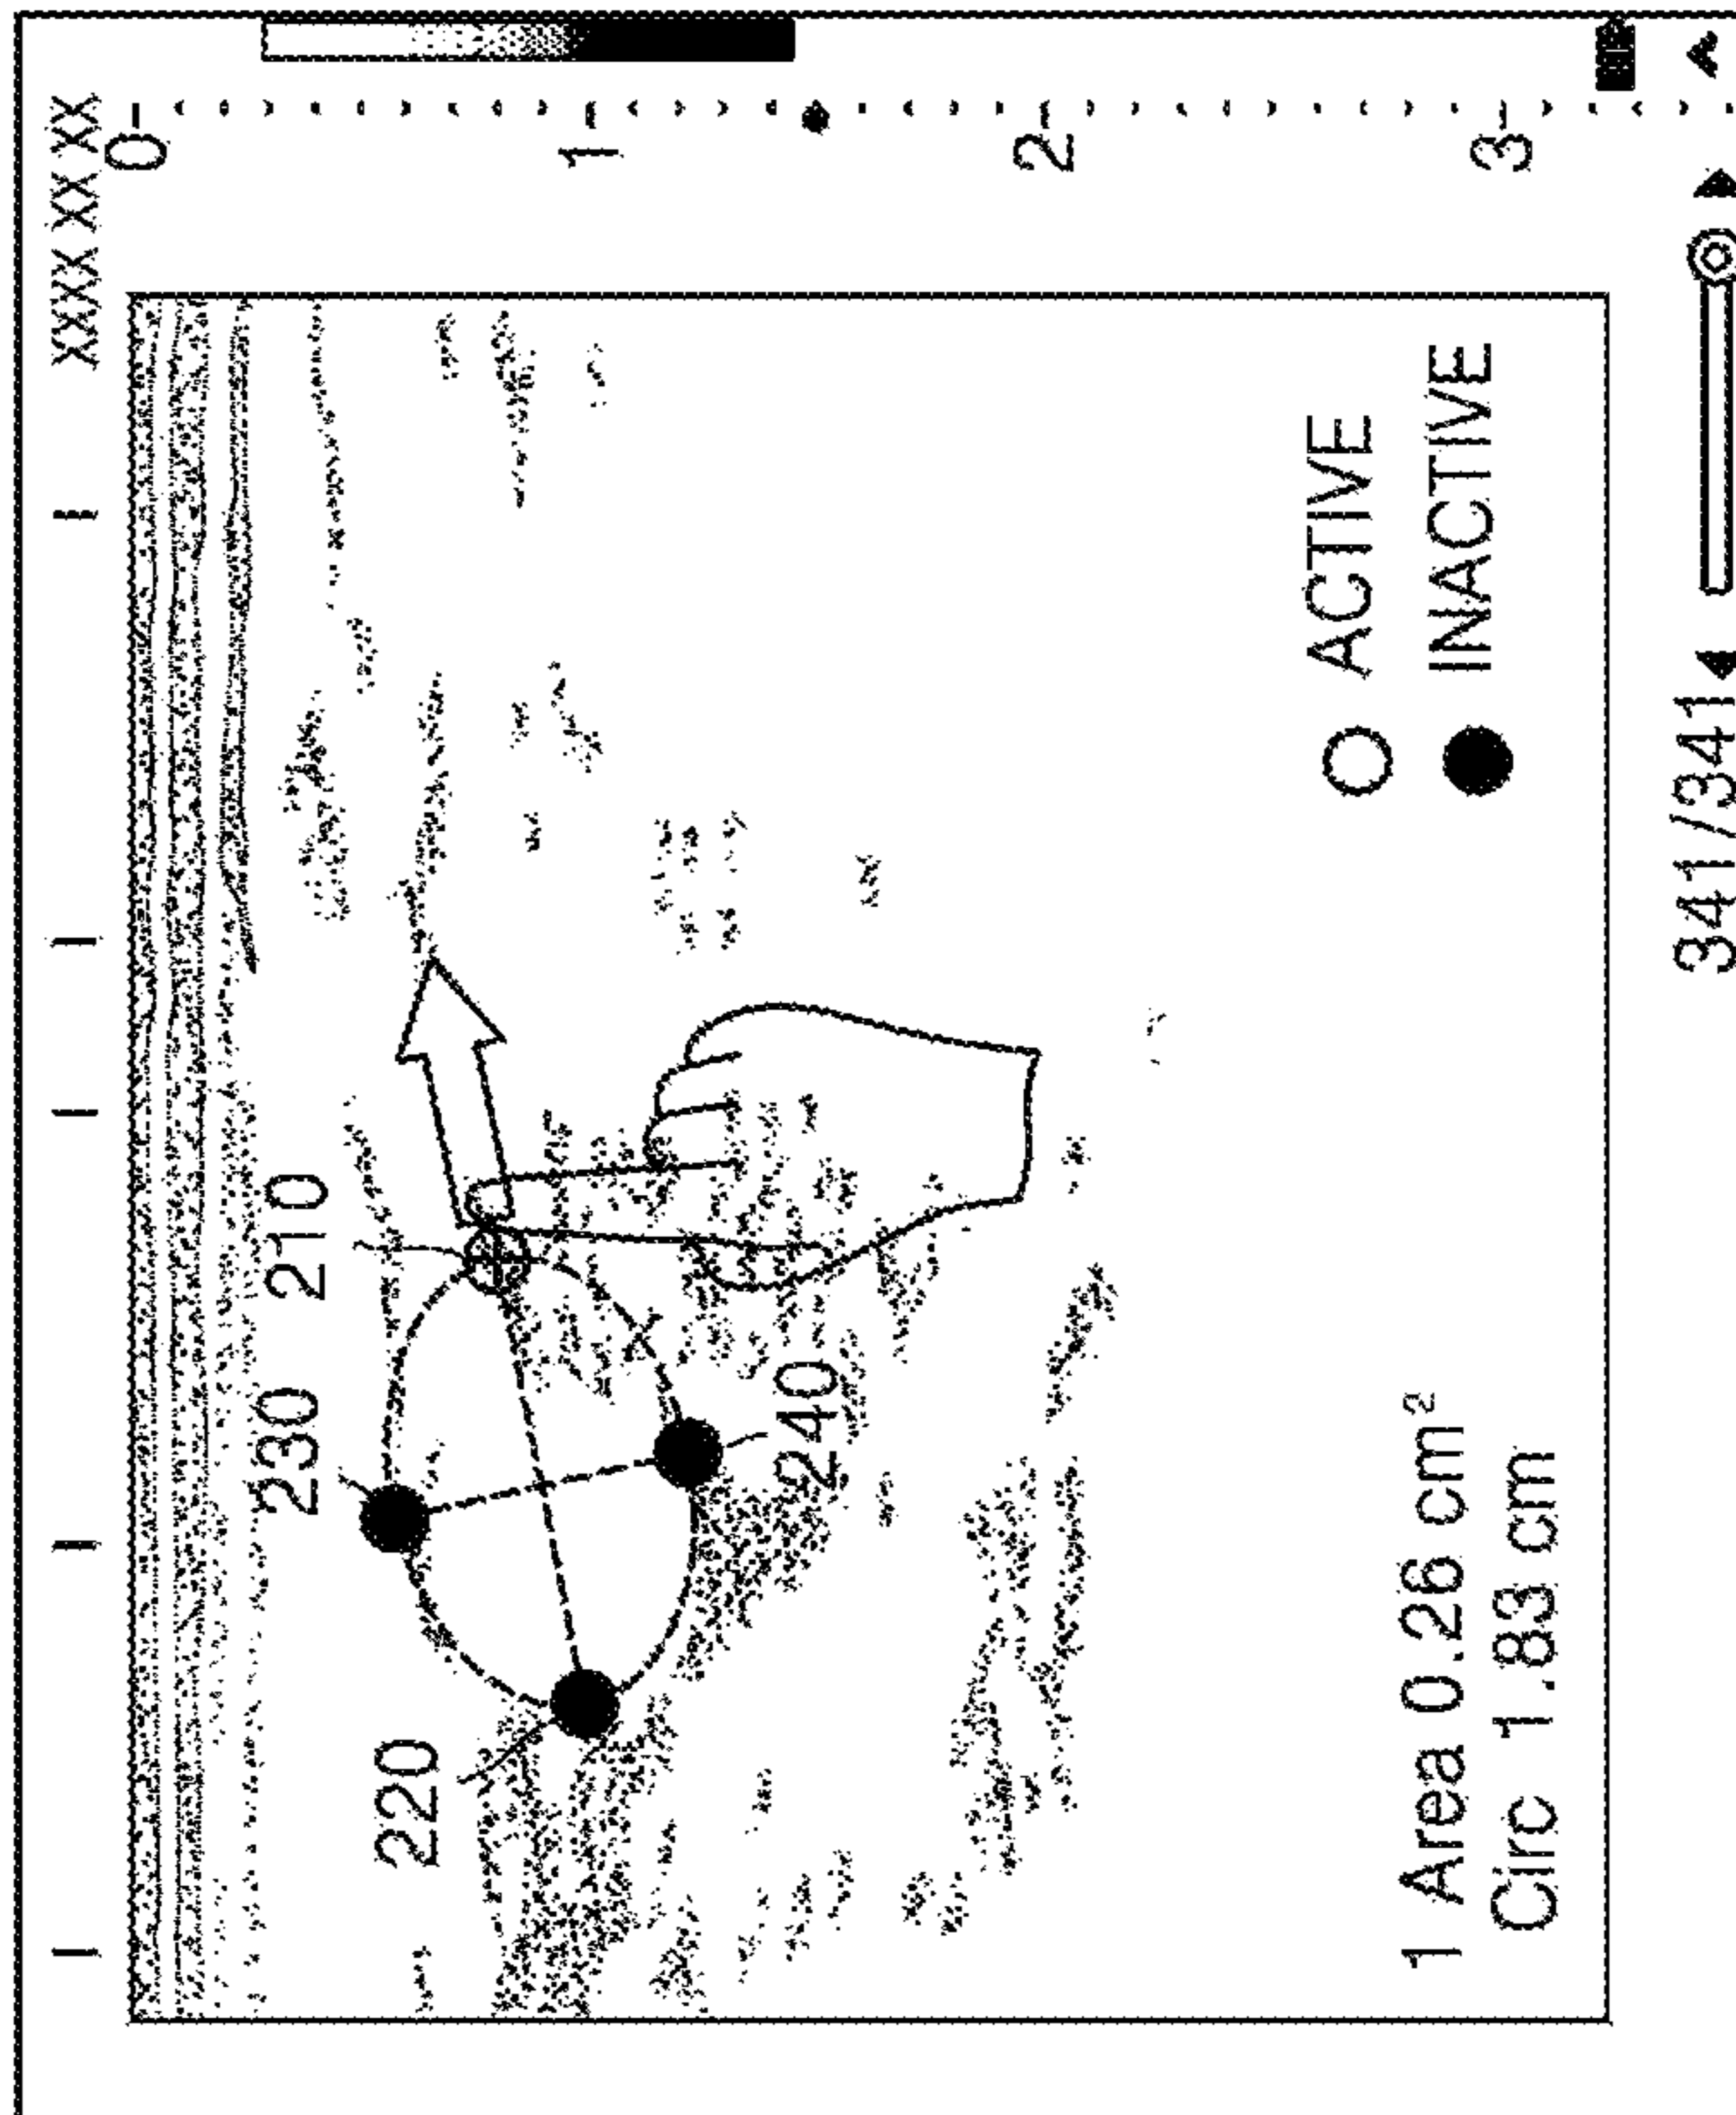 XXXX XX XX
0
1
2
3
210
230
220
240
ACTIVE
INACTIVE
1 Area 0.26 cm²
Circ 1.83 cm
341/341